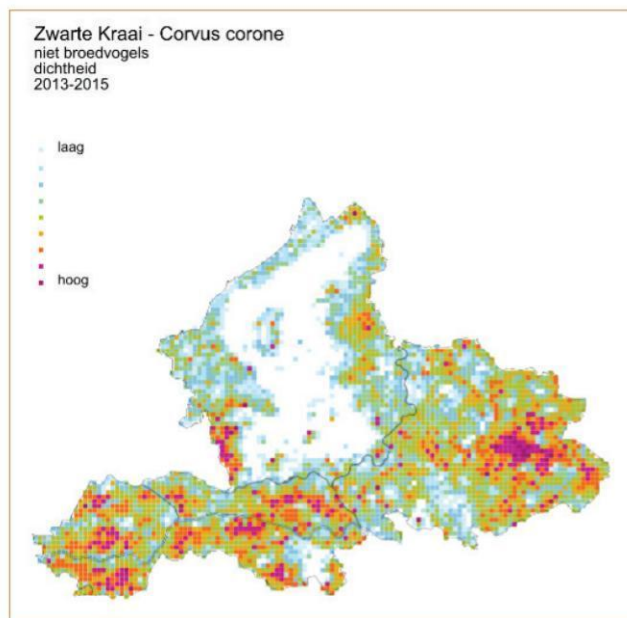 Zwarte Kraai - Corvus corone
niet broedvogels
dichtheid
2013-2015
laag
hoog